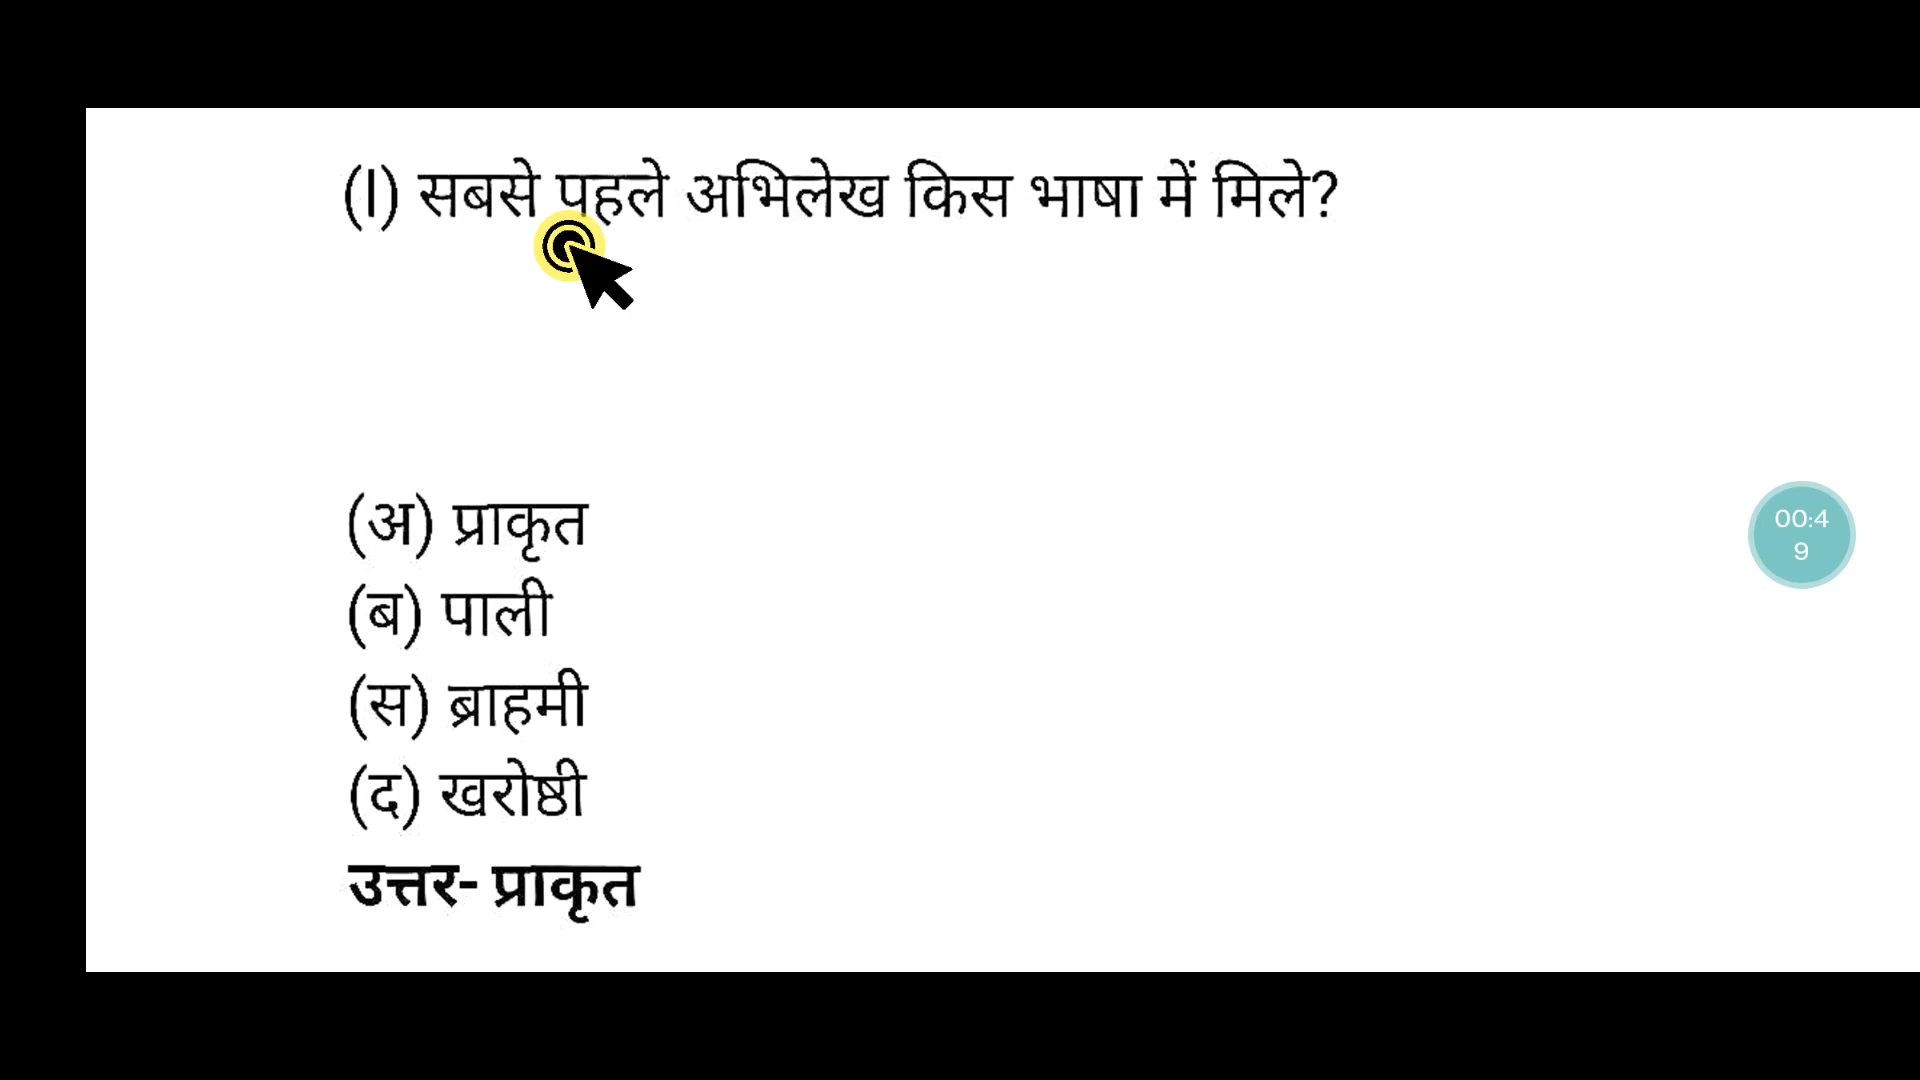 (I) सबसे पहले अभिलेख किस भाषा में मिले?
(अ) प्राकृत
(ब) पाली
(स) ब्राहमी
(द) खरोष्ठी
उत्तर- प्राकृत
00:4
9